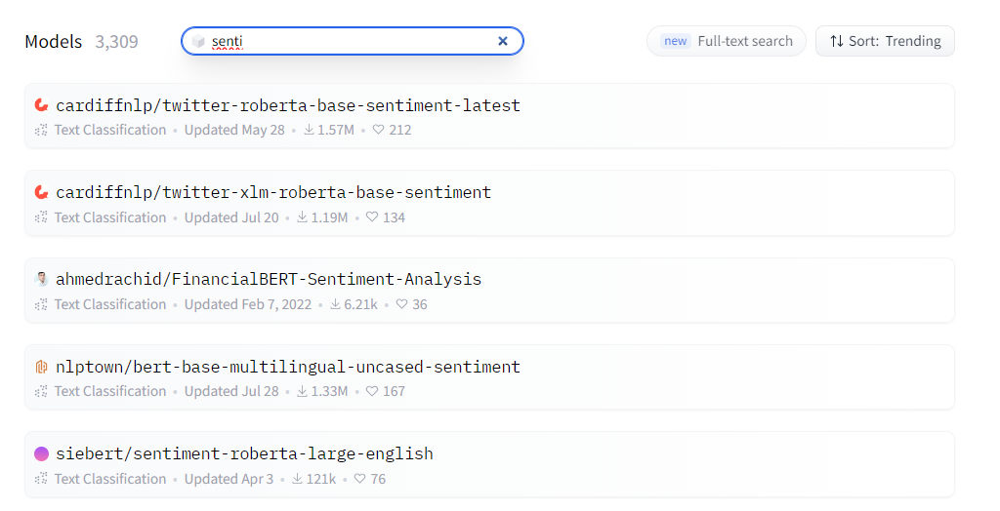 Models 3,309 senti × new Full-text search Sort: Trending
cardiffnlp/twitter-roberta-base-sentiment-latest
Text Classification • Updated May 28 • 1.57M • 212
cardiffnlp/twitter-xlm-roberta-base-sentiment
Text Classification • Updated Jul 20 • 1.19M • 134
ahmedrachid/FinancialBERT-Sentiment-Analysis
Text Classification • Updated Feb 7, 2022 • 6.21k • 36
nlptown/bert-base-multilingual-uncased-sentiment
Text Classification • Updated Jul 28 • 1.33M • 167
siebert/sentiment-roberta-large-english
Text Classification • Updated Apr 3 • 121k • 76